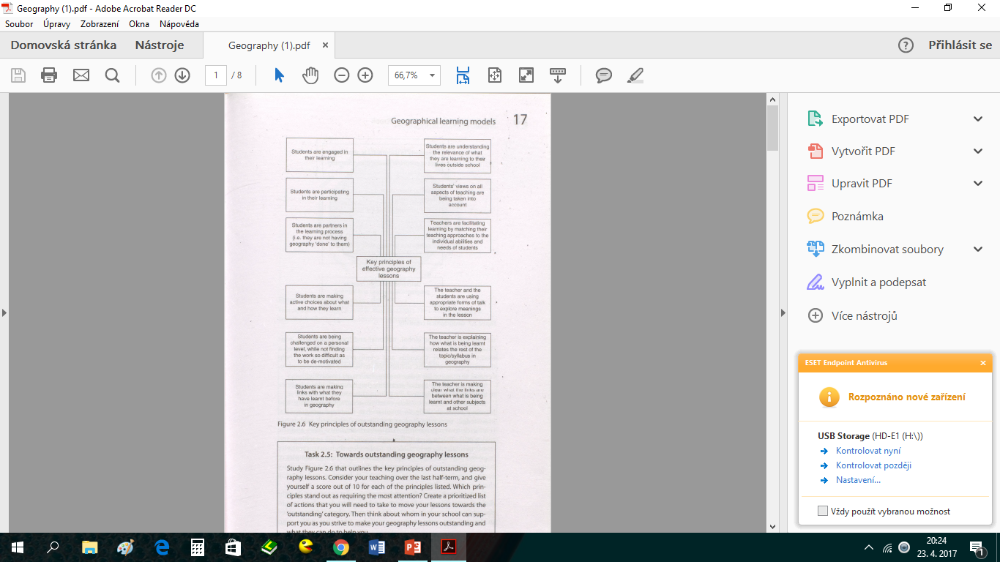 Geography (1).pdf - Adobe Acrobat Reader DC
Soubor Úpravy Zobrazení Okna Nápověda
Domovská stránka Nástroje Geography (1).pdf × Přihlásit se
1 / 8 66,7%
Geographical learning models 17
Students are engaged in
their learning
Students are understanding
the relevance of what
they are learning to their
lives outside school
Students are participating
in their learning
Students' views on all
aspects of teaching are
being taken into
account
Students are partners in
the learning process
(i.e. they are not having
geography 'done' to them)
Teachers are facilitating
learning by matching their
teaching approaches to the
individual abilities and
needs of students
Key principles of
effective geography
lessons
Students are making
active choices about what
and how they learn
The teacher and the
students are using
appropriate forms of talk
to explore meanings
in the lesson
Students are being
challenged on a personal
level, while not finding
the work so difficult as
to be de-motivated
The teacher is explaining
how what is being learnt
relates the rest of the
topic/syllabus in
geography
Students are making
links with what they
have learnt before
in geography
The teacher is making
clear what the links are
between what is being
learnt and other subjects
at school
Figure 2.6 Key principles of outstanding geography lessons
Task 2.5: Towards outstanding geography lessons
Study Figure 2.6 that outlines the key principles of outstanding geog-
raphy lessons. Consider your teaching over the last half-term, and give
yourself a score out of 10 for each of the principles listed. Which prin-
ciples stand out as requiring the most attention? Create a prioritized list
of actions that you will need to take to move your lessons towards the
'outstanding' category. Then think about whom in your school can sup-
port you as you strive to make your geography lessons outstanding and
what they can do to help you.
Exportovat PDF
Vytvořit PDF
Upravit PDF
Poznámka
Zkombinovat soubory
Vyplnit a podepsat
Více nástrojů
ESET Endpoint Antivirus
Rozpoznáno nové zařízení
USB Storage (HD-E1 (H:\))
Kontrolovat nyní
Kontrolovat později
Nastavení...
Vždy použít vybranou možnost
20:24
23. 4. 2017
1